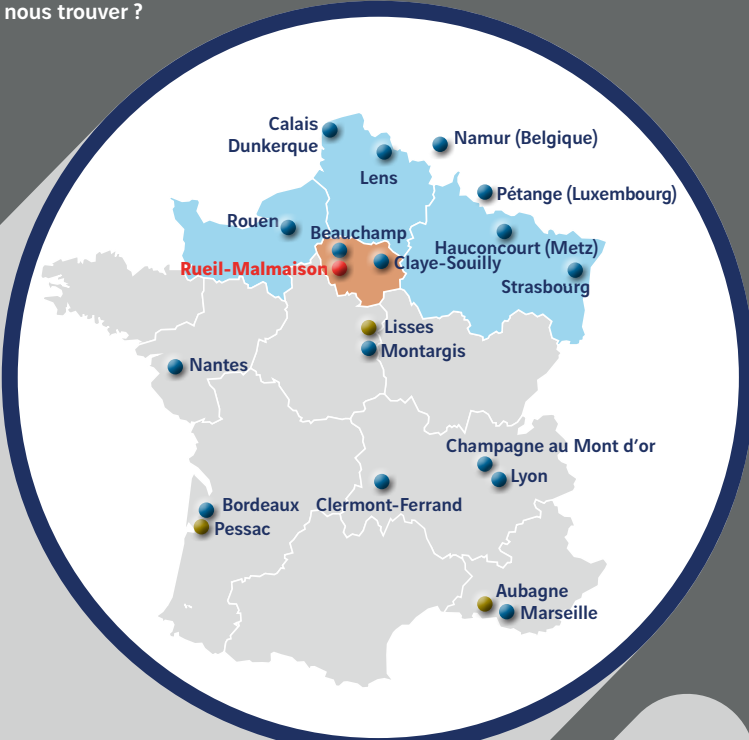 nous trouver ?
Calais
Dunkerque
Namur (Belgique)
Lens
Pétange (Luxembourg)
Rouen
Beauchamp
Hauconcourt (Metz)
Rueil-Malmaison
Claye-Souilly
Strasbourg
Lisses
Montargis
Nantes
Champagne au Mont d'or
Lyon
Bordeaux
Clermont-Ferrand
Pessac
Aubagne
Marseille